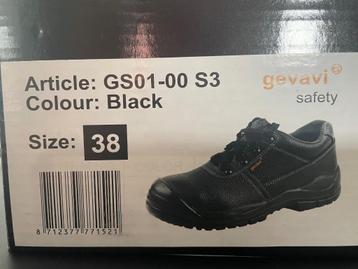 Article: GS01-00 S3
Colour: Black
gevavi®
safety
Size: 38
8 712377 771521